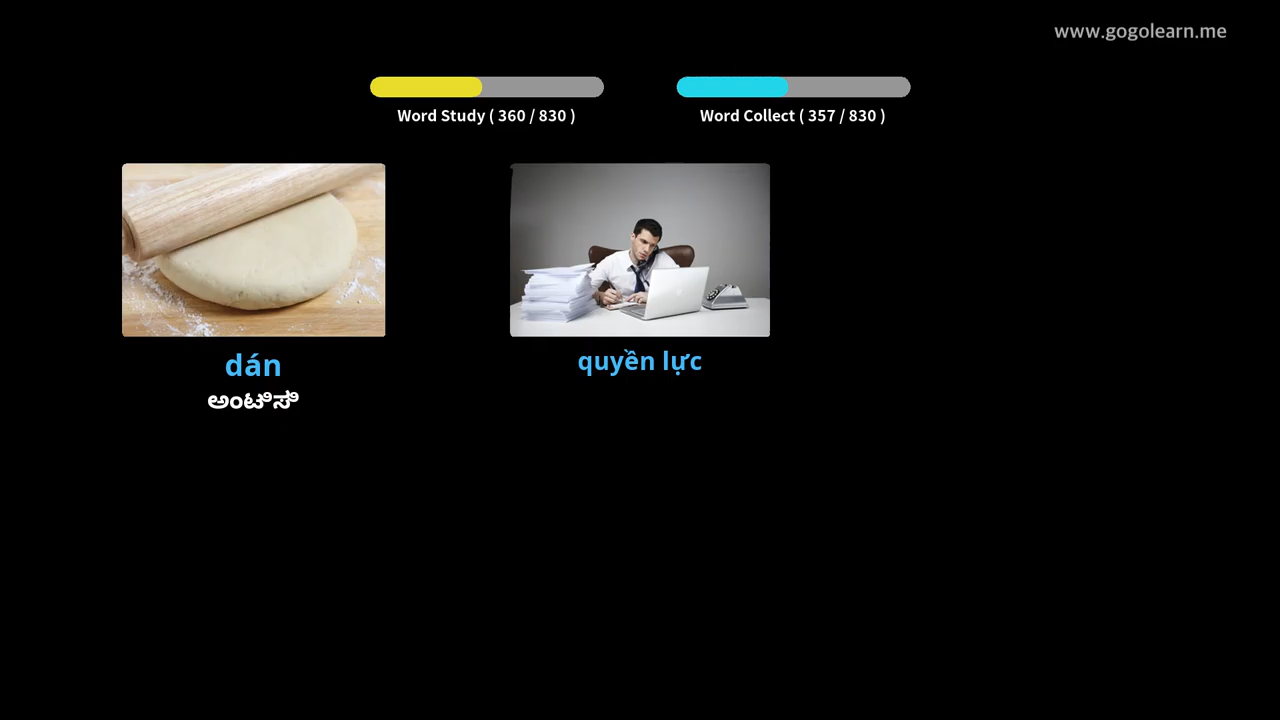 www.gogolearn.me
Word Study ( 360 / 830 )
Word Collect ( 357 / 830 )
dán
ಅಂಟಿಸಿ
quyền lực